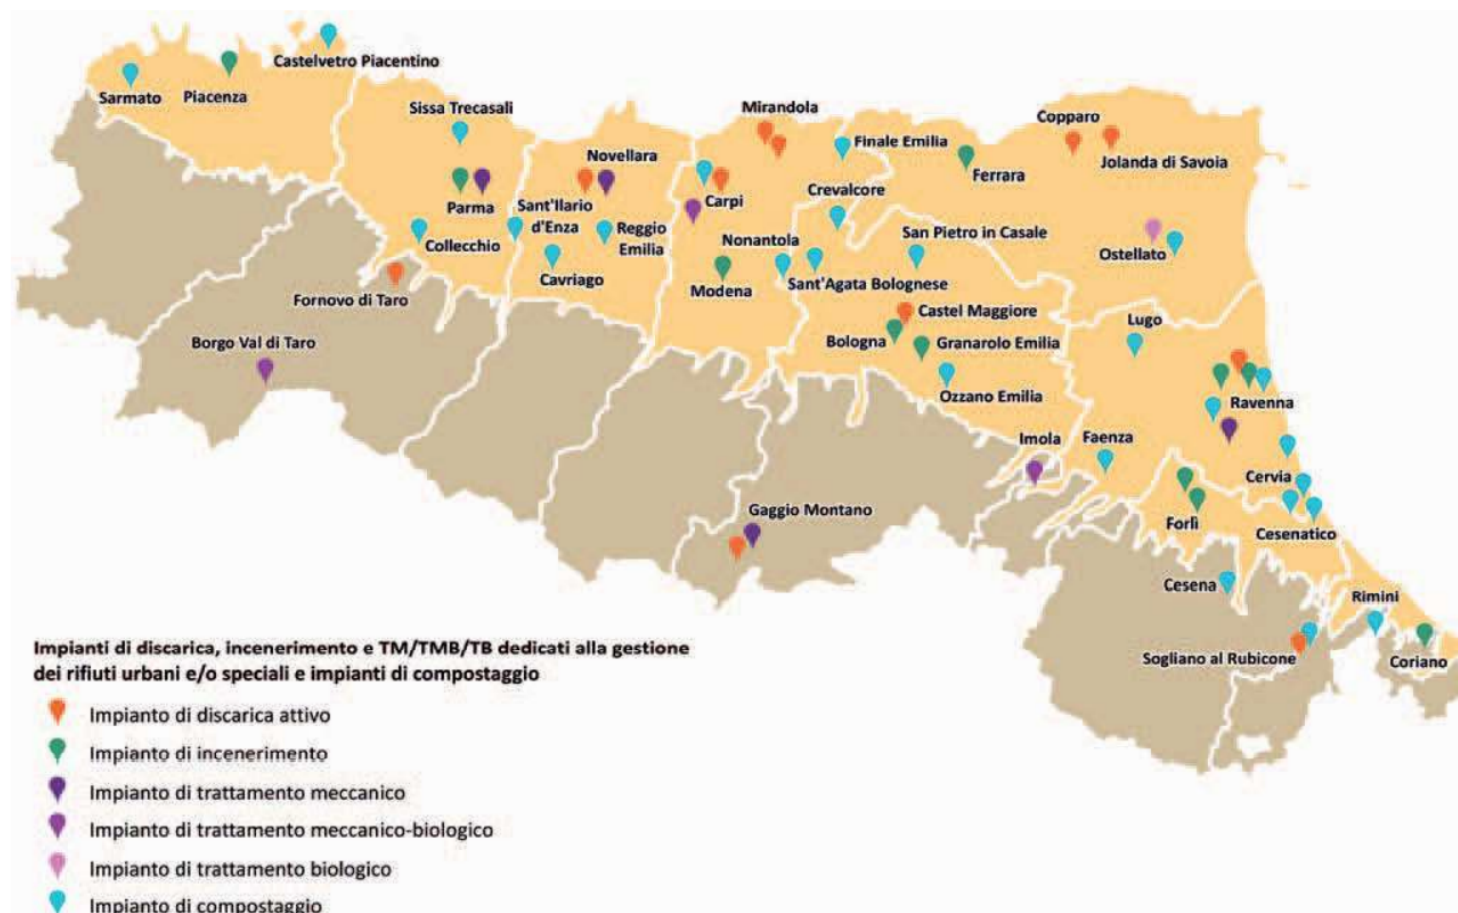 Castelvetro Piacentino
Sarmato
Piacenza
Sissa Trecasali
Mirandola
Copparo
Finale Emilia
Jolanda di Savoia
Novellara
Ferrara
Crevalcore
Parma
Sant'Ilario
d'Enza
Carpi
Reggio
Emilia
Collecchio
Nonantola
San Pietro in Casale
Ostellato
Cavriago
Modena
Sant'Agata Bolognese
Fornovo di Taro
Castel Maggiore
Lugo
Borgo Val di Taro
Bologna
Granarolo Emilia
Ozzano Emilia
Ravenna
Imola
Faenza
Cervia
Gaggio Montano
Forlì
Cesenatico
Cesena
Rimini
Sogliano al Rubicone
Coriano
Impianti di discarica, incenerimento e TM/TMB/TB dedicati alla gestione
dei rifiuti urbani e/o speciali e impianti di compostaggio
Impianto di discarica attivo
Impianto di incenerimento
Impianto di trattamento meccanico
Impianto di trattamento meccanico-biologico
Impianto di trattamento biologico
Impianto di compostaggio